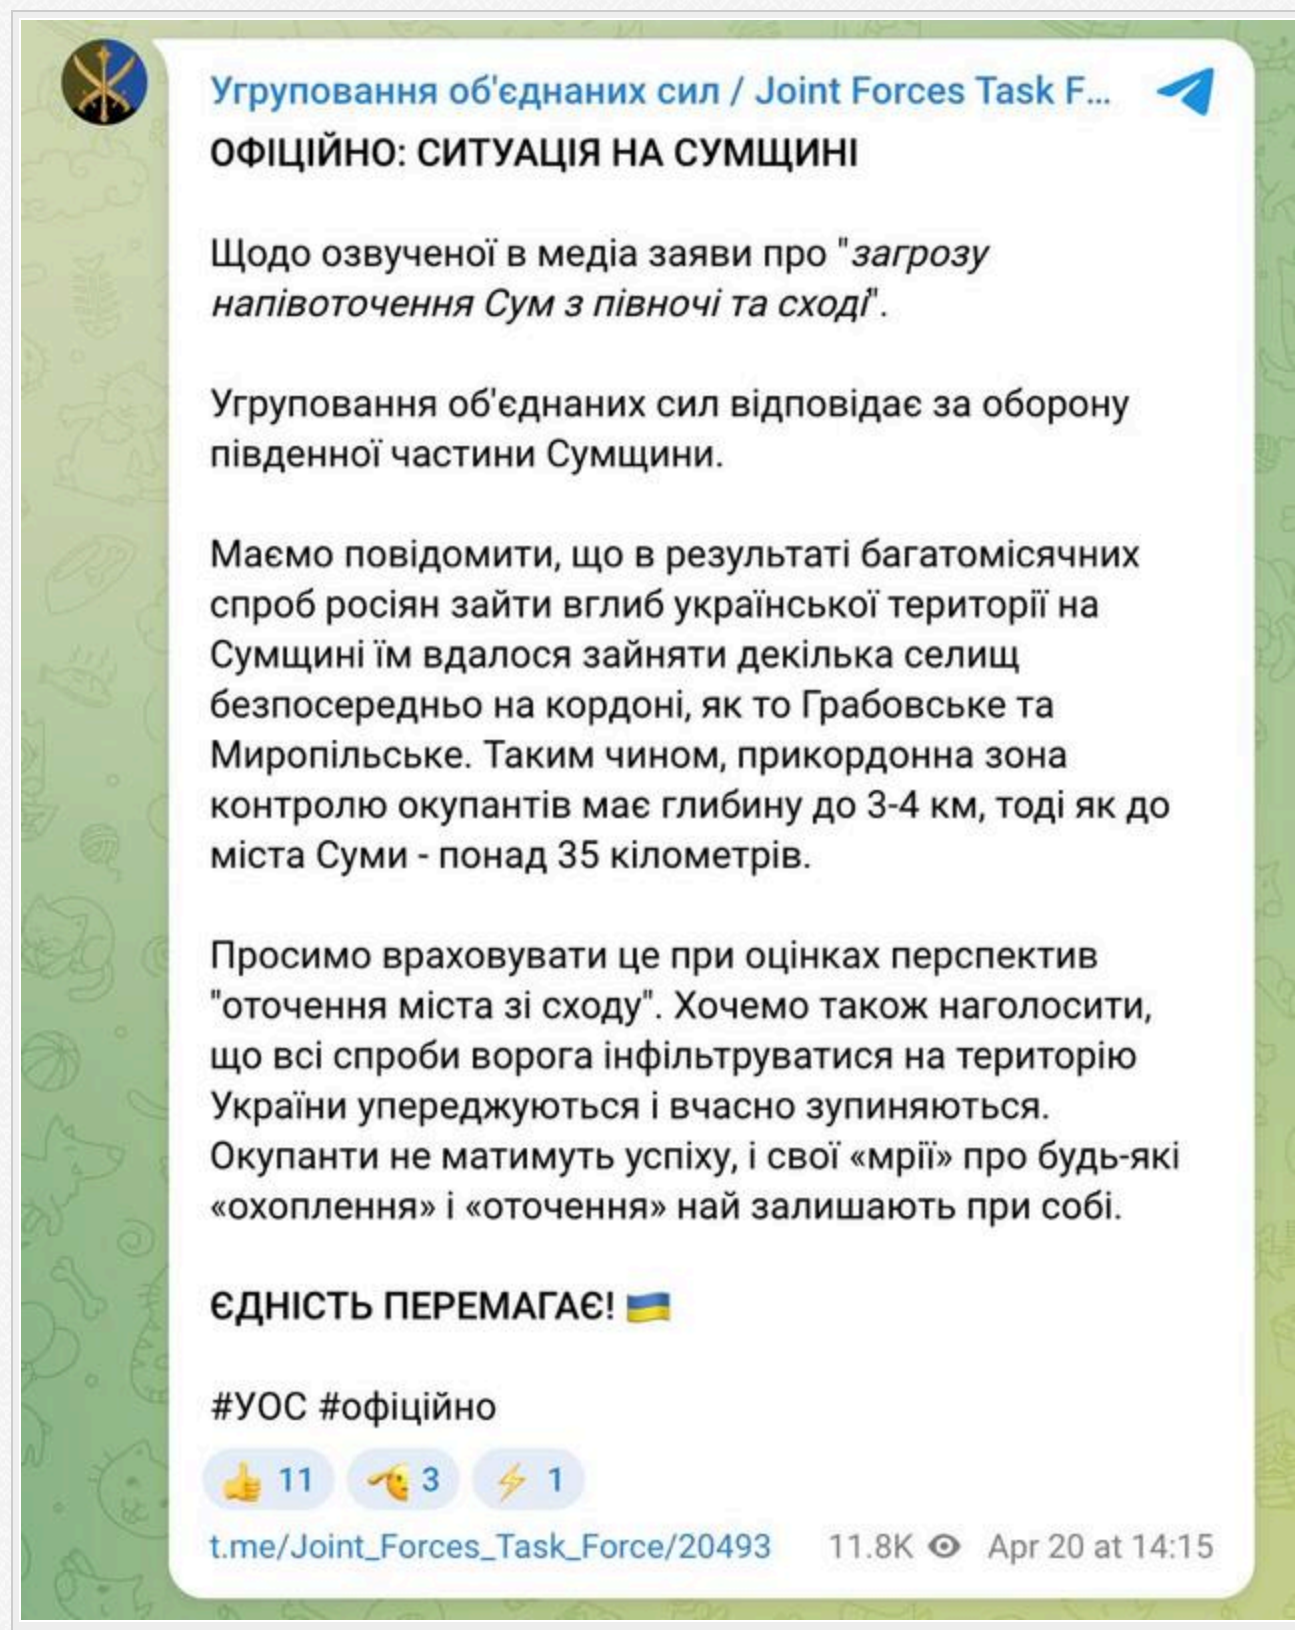 Угруповання об'єднаних сил / Joint Forces Task F...
ОФІЦІЙНО: СИТУАЦІЯ НА СУМЩИНІ
Щодо озвученої в медіа заяви про "загрозу
напівоточення Сум з півночі та сході".
Угруповання об'єднаних сил відповідає за оборону
південної частини Сумщини.
Маємо повідомити, що в результаті багатомісячних
спроб росіян зайти вглиб української території на
Сумщині їм вдалося зайняти декілька селищ
безпосередньо на кордоні, як то Грабовське та
Миропільське. Таким чином, прикордонна зона
контролю окупантів має глибину до 3-4 км, тоді як до
міста Суми - понад 35 кілометрів.
Просимо враховувати це при оцінках перспектив
"оточення міста зі сходу". Хочемо також наголосити,
що всі спроби ворога інфільтруватися на територію
України упереджуються і вчасно зупиняються.
Окупанти не матимуть успіху, і свої «мрії» про будь-які
«охоплення» і «оточення» най залишають при собі.
ЄДНІСТЬ ПЕРЕМАГАЄ! 🇺🇦
#УОС #офіційно
11 3 1
t.me/Joint_Forces_Task_Force/20493 11.8K Apr 20 at 14:15